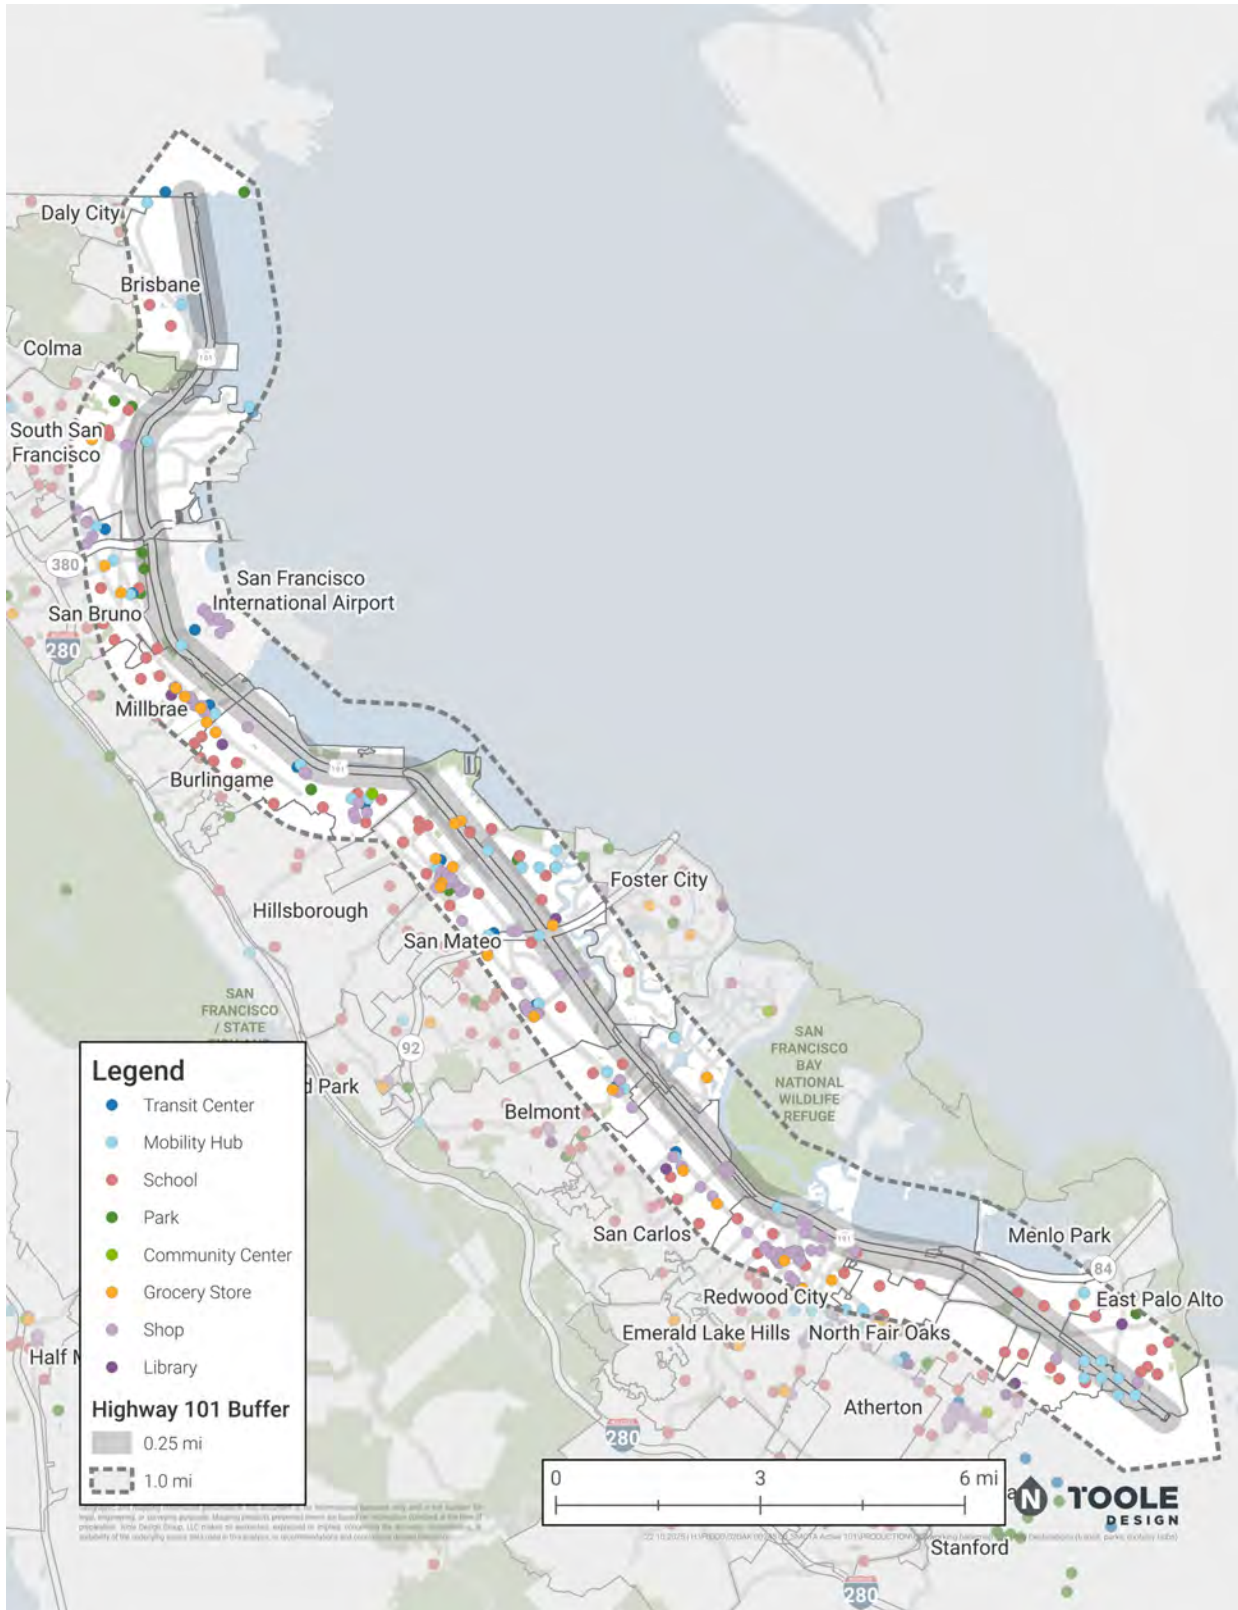 Daly City
Brisbane
101
Colma
South San
Francisco
380
San Francisco
International Airport
San Bruno
280
Millbrae
101
Burlingame
Foster City
Hillsborough
San Mateo
SAN
FRANCISCO
/ STATE
92
SAN
FRANCISCO
BAY
NATIONAL
WILDLIFE
REFUGE
d Park
Belmont
San Carlos
101
Menlo Park
84
Redwood City
East Palo Alto
Emerald Lake Hills
North Fair Oaks
Half M
Atherton
280
Legend
Transit Center
Mobility Hub
School
Park
Community Center
Grocery Store
Shop
Library
Highway 101 Buffer
0.25 mi
1.0 mi
0 3 6 mi
a
N TOOLE
DESIGN
Stanford
280